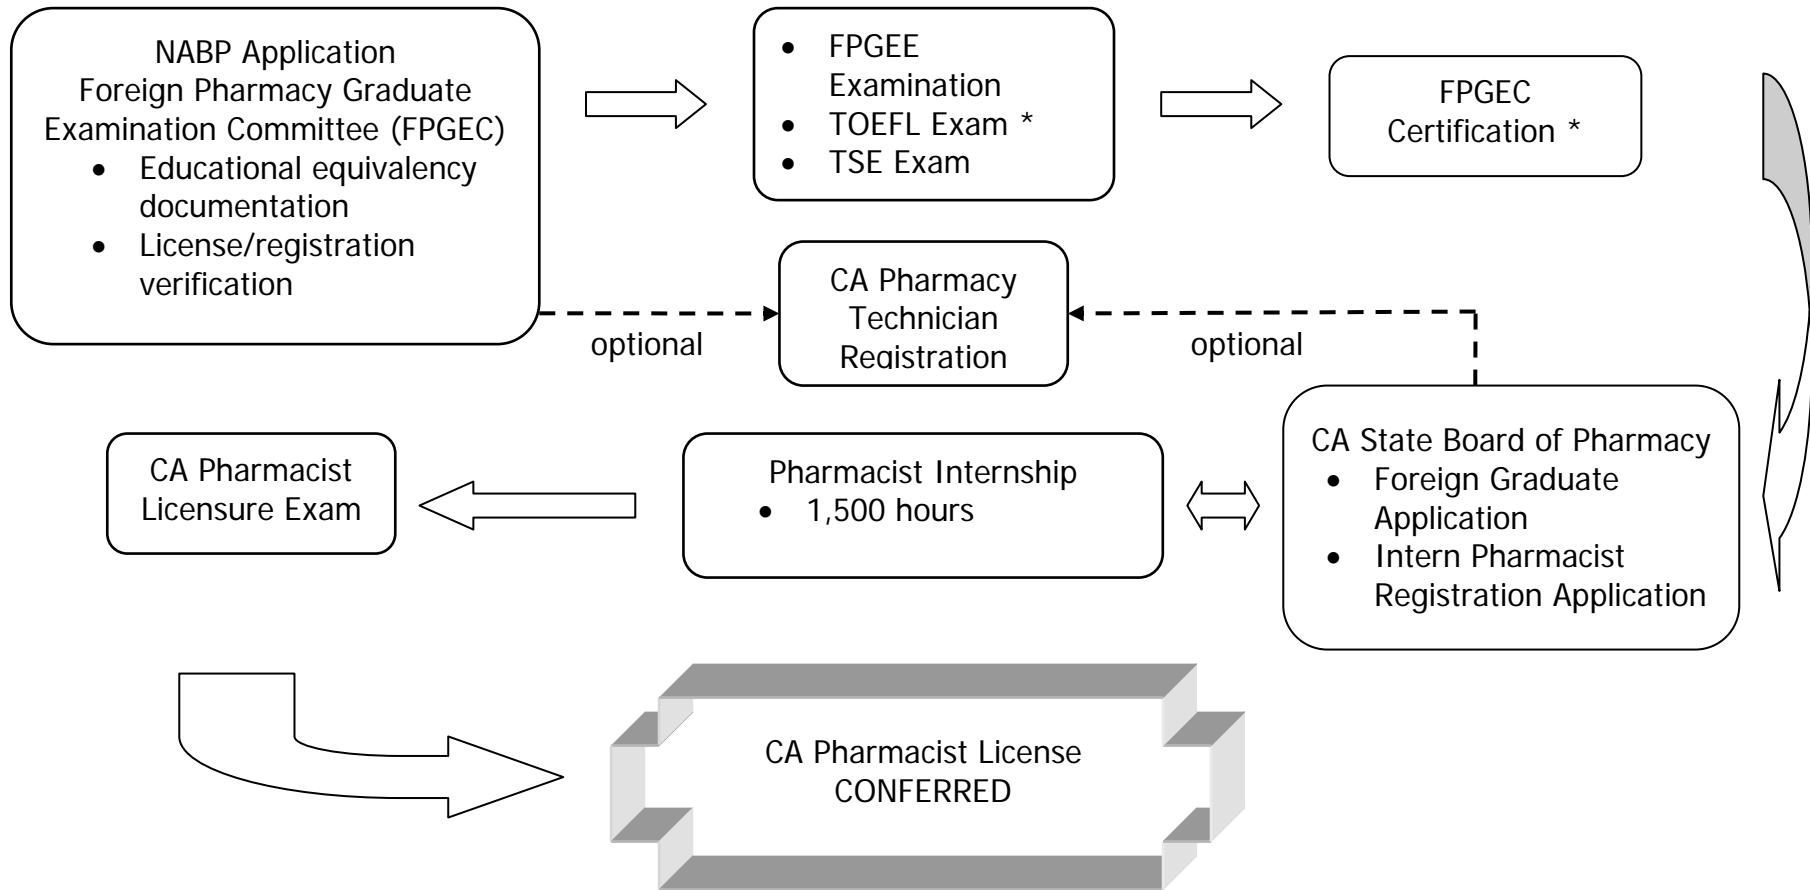 NABP Application
Foreign Pharmacy Graduate
Examination Committee (FPGEC)
• Educational equivalency
documentation
• License/registration
verification
• FPGEE
Examination
• TOEFL Exam *
• TSE Exam
FPGEC
Certification *
CA Pharmacy
Technician
Registration
optional
optional
CA State Board of Pharmacy
• Foreign Graduate
Application
• Intern Pharmacist
Registration Application
Pharmacist Internship
• 1,500 hours
CA Pharmacist
Licensure Exam
CA Pharmacist License
CONFERRED